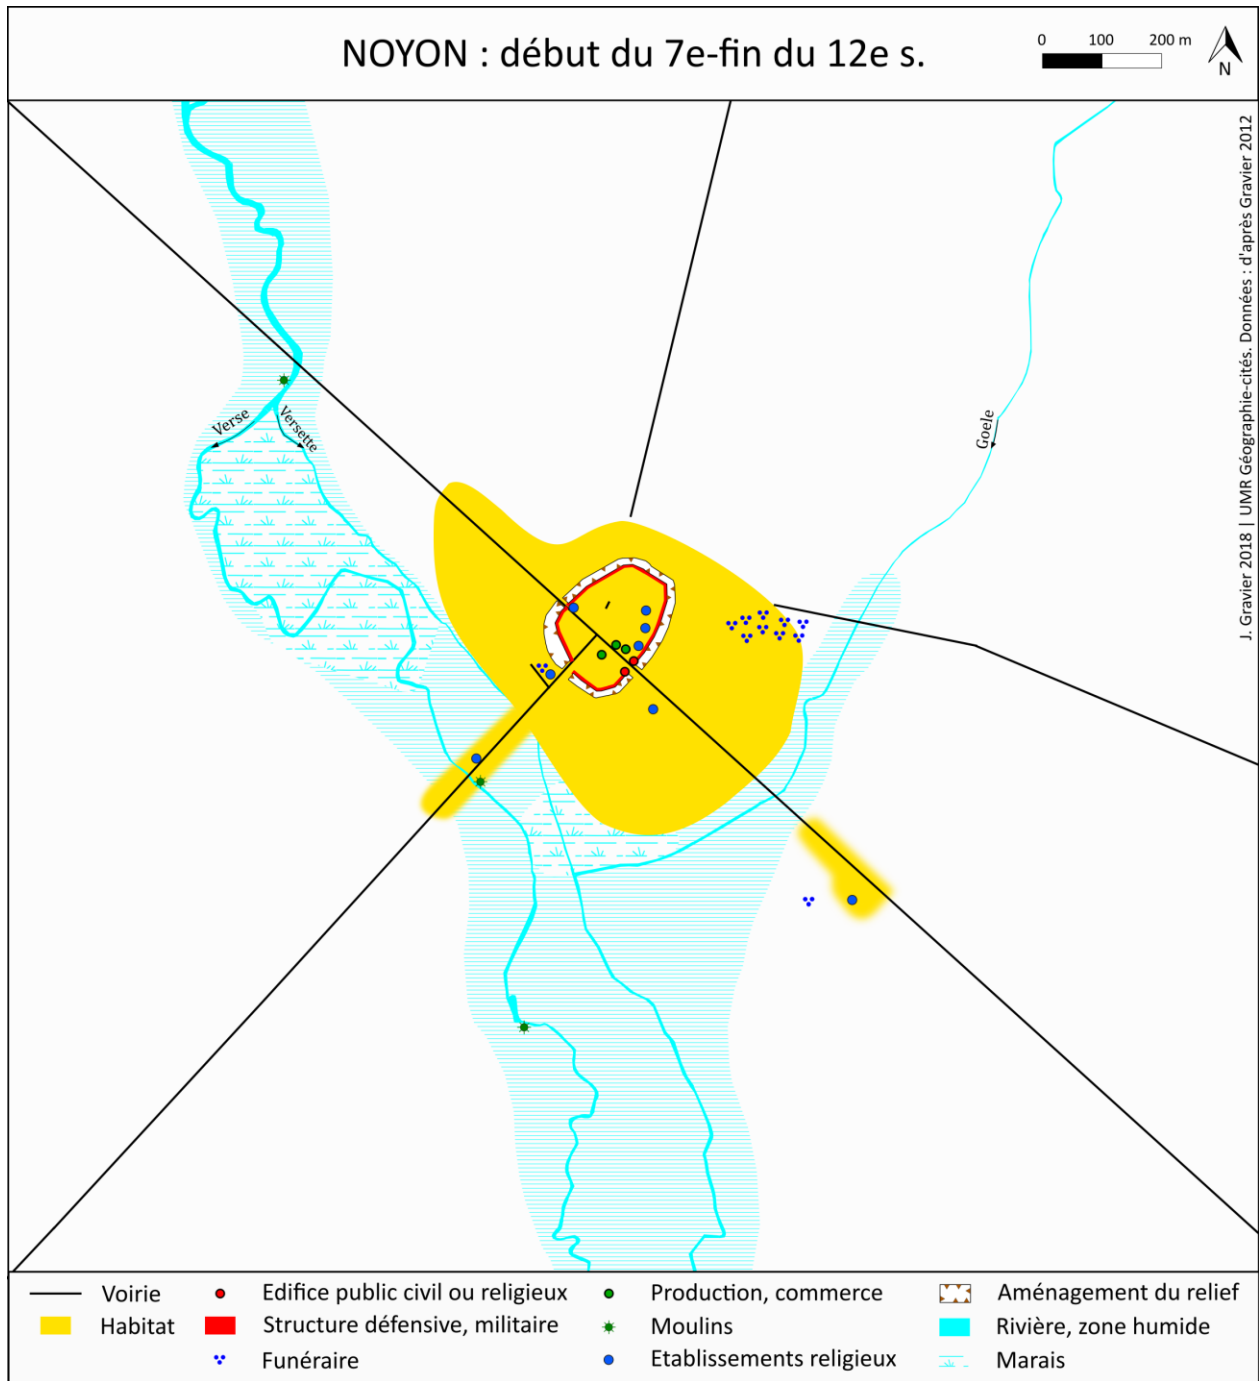 NOYON : début du 7e-fin du 12e s.
0 100 200 m
N
J. Gravier 2018 | UMR Géographie-cités. Données : d'après Gravier 2012
Verse
Versette
Goele
Voirie
Edifice public civil ou religieux
Production, commerce
Aménagement du relief
Habitat
Structure défensive, militaire
Moulins
Rivière, zone humide
Funéraire
Etablissements religieux
Marais